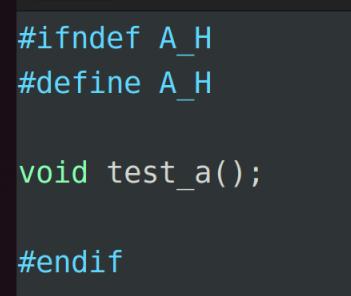 #ifndef A_H
#define A_H
void test_a();
#endif